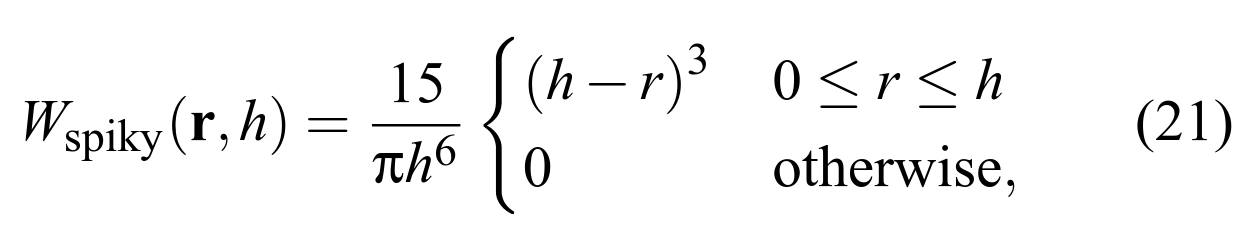 W_spiky(r, h) = 15/(πh^6) { (h − r)^3  0 ≤ r ≤ h
0  otherwise,  (21)